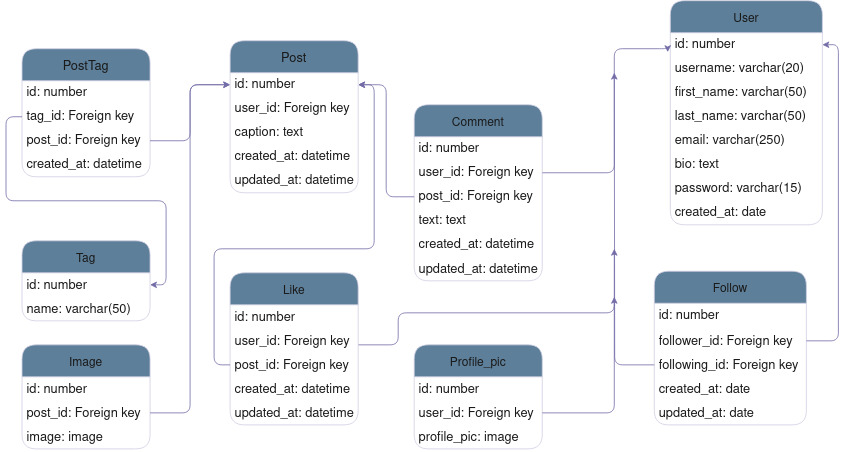 PostTag
id: number
tag_id: Foreign key
post_id: Foreign key
created_at: datetime
Post
id: number
user_id: Foreign key
caption: text
created_at: datetime
updated_at: datetime
Comment
id: number
user_id: Foreign key
post_id: Foreign key
text: text
created_at: datetime
updated_at: datetime
User
id: number
username: varchar(20)
first_name: varchar(50)
last_name: varchar(50)
email: varchar(250)
bio: text
password: varchar(15)
created_at: date
Tag
id: number
name: varchar(50)
Like
id: number
user_id: Foreign key
post_id: Foreign key
created_at: datetime
updated_at: datetime
Follow
id: number
follower_id: Foreign key
following_id: Foreign key
created_at: date
updated_at: date
Image
id: number
post_id: Foreign key
image: image
Profile_pic
id: number
user_id: Foreign key
profile_pic: image